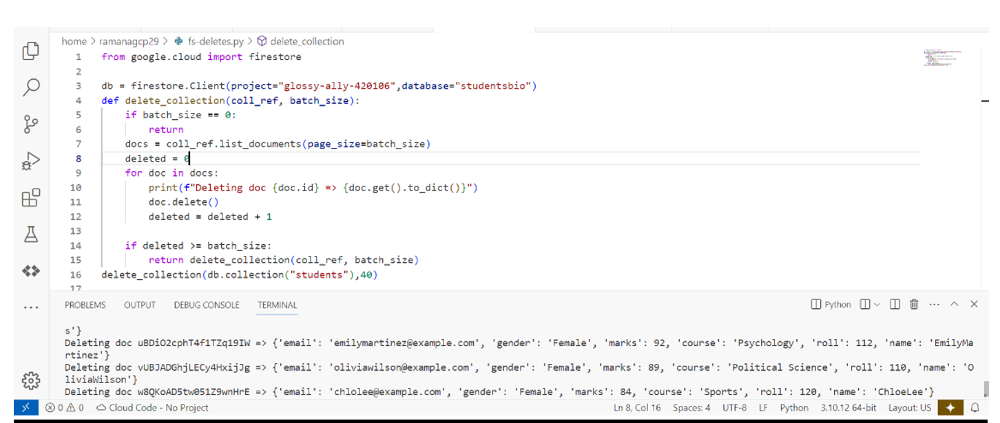 home > ramanagcp29 > fs-deletes.py > delete_collection
1 from google.cloud import firestore
2
3 db = firestore.Client(project="glossy-ally-420106",database="studentsbio")
4 def delete_collection(coll_ref, batch_size):
5 if batch_size == 0:
6 return
7 docs = coll_ref.list_documents(page_size=batch_size)
8 deleted = 0
9 for doc in docs:
10 print(f"Deleting doc {doc.id} => {doc.get().to_dict()}")
11 doc.delete()
12 deleted = deleted + 1
13
14 if deleted >= batch_size:
15 return delete_collection(coll_ref, batch_size)
16 delete_collection(db.collection("students"),40)
17
PROBLEMS OUTPUT DEBUG CONSOLE TERMINAL Python
s'}
Deleting doc uBDiO2cphT4f1TZq19IW => {'email': 'emilymartinez@example.com', 'gender': 'Female', 'marks': 92, 'course': 'Psychology', 'roll': 112, 'name': 'EmilyMa
rtinez'}
Deleting doc vUBJADGhjLECy4HxijJg => {'email': 'oliviawilson@example.com', 'gender': 'Female', 'marks': 89, 'course': 'Political Science', 'roll': 110, 'name': 'O
liviaWilson'}
Deleting doc w8QKoAD5tw051Z9wnHrE => {'email': 'chlolee@example.com', 'gender': 'Female', 'marks': 84, 'course': 'Sports', 'roll': 120, 'name': 'ChloeLee'}
0 0 Cloud Code - No Project Ln 8, Col 16 Spaces: 4 UTF-8 LF Python 3.10.12 64-bit Layout: US